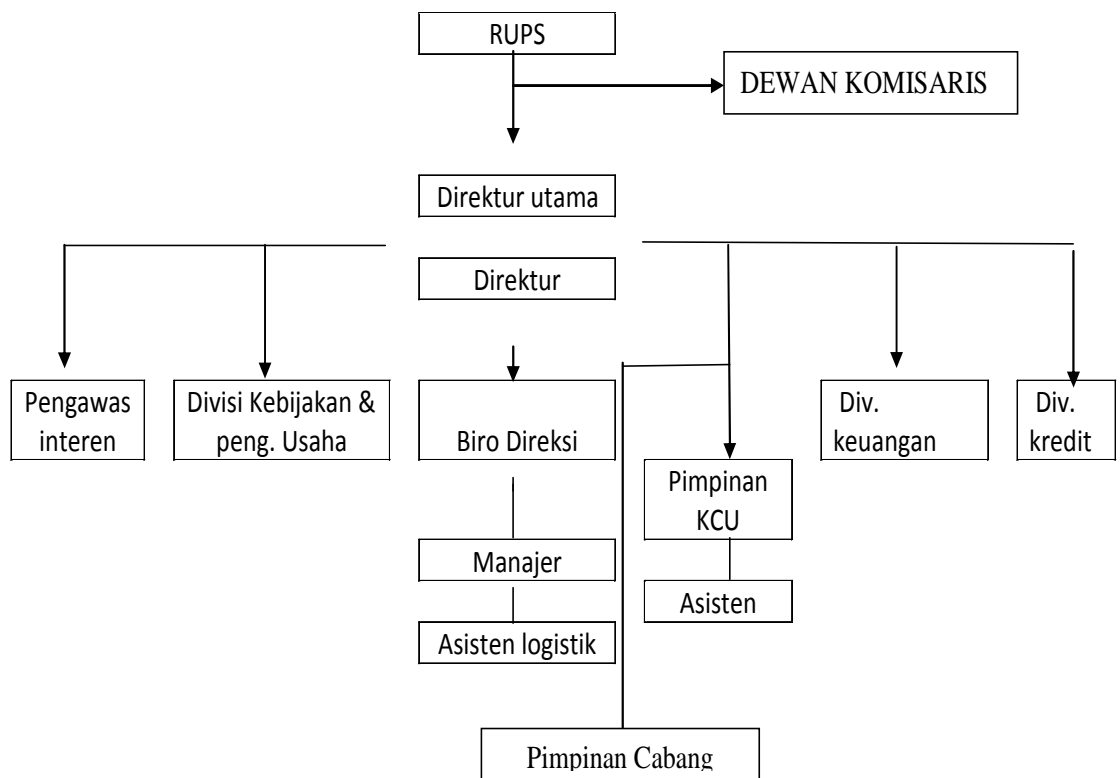 RUPS
DEWAN KOMISARIS
Direktur utama
Direktur
Pengawas
interen
Divisi Kebijakan &
peng. Usaha
Biro Direksi
Div.
keuangan
Div.
kredit
Pimpinan
KCU
Manajer
Asisten
Asisten logistik
Pimpinan Cabang